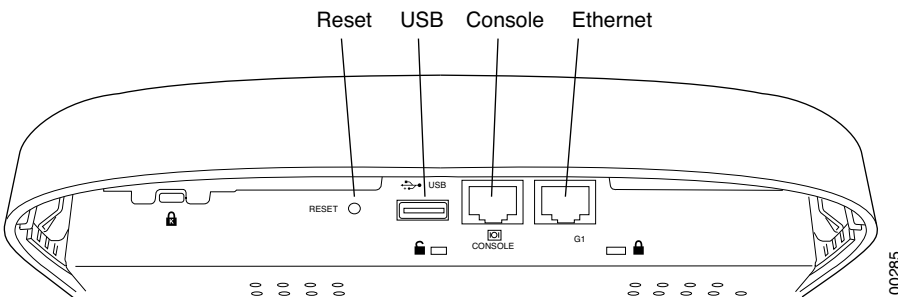 Reset USB Console Ethernet
USB
RESET
CONSOLE
G1
00285